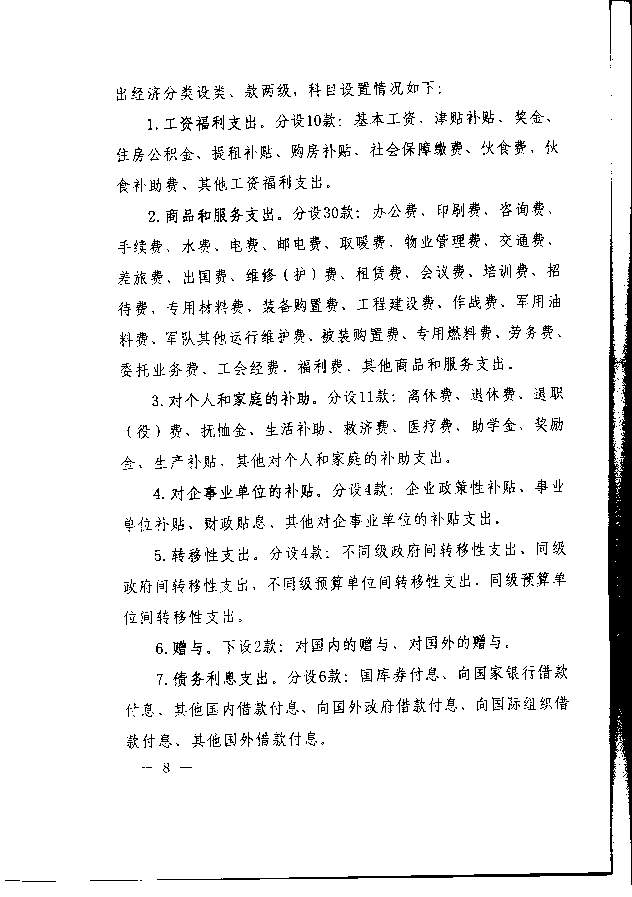 出经济分类设类、款两级，科目设置情况如下：
1.工资福利支出。分设10款：基本工资、津贴补贴、奖金、
住房公积金、提租补贴、购房补贴、社会保障缴费、伙食费、伙
食补助费、其他工资福利支出。
2.商品和服务支出。分设30款：办公费、印刷费、咨询费、
手续费、水费、电费、邮电费、取暖费、物业管理费、交通费、
差旅费、出国费、维修（护）费、租赁费、会议费、培训费、招
待费、专用材料费、装备购置费、工程建设费、作战费、军用油
料费、军队其他运行维护费、被装购置费、专用燃料费、劳务费、
委托业务费、工会经费、福利费、其他商品和服务支出。
3.对个人和家庭的补助。分设11款：离休费、退休费、退职
（役）费、抚恤金、生活补助、救济费、医疗费、助学金、奖励
金、生产补贴、其他对个人和家庭的补助支出。
4.对企事业单位的补贴。分设4款：企业政策性补贴、事业
单位补贴、财政贴息、其他对企事业单位的补贴支出。
5.转移性支出。分设4款：不同级政府间转移性支出、同级
政府间转移性支出、不同级预算单位间转移性支出、同级预算单
位间转移性支出。
6.赠与。下设2款：对国内的赠与、对国外的赠与。
7.债务利息支出。分设6款：国库券付息、向国家银行借款
付息、其他国内借款付息、向国外政府借款付息、向国际组织借
款付息、其他国外借款付息。
— 8 —